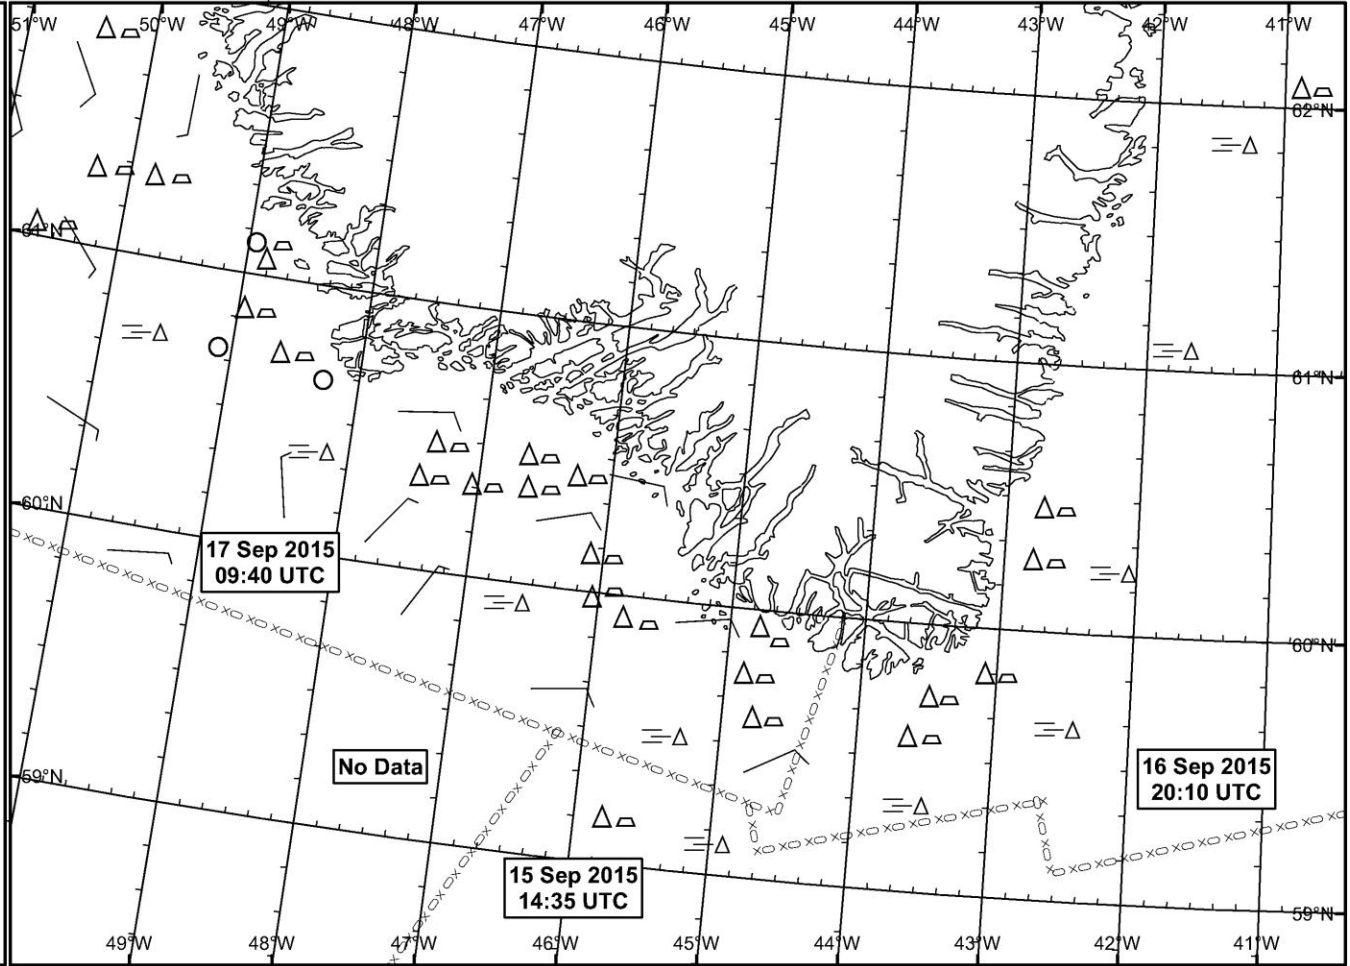 51°W 50°W 49°W 48°W 47°W 46°W 45°W 44°W 43°W 42°W 41°W
62°N
61°N
61°N
60°N
17 Sep 2015
09:40 UTC
60°N
No Data
59°N
16 Sep 2015
20:10 UTC
15 Sep 2015
14:35 UTC
59°N
49°W 48°W 47°W 46°W 45°W 44°W 43°W 42°W 41°W